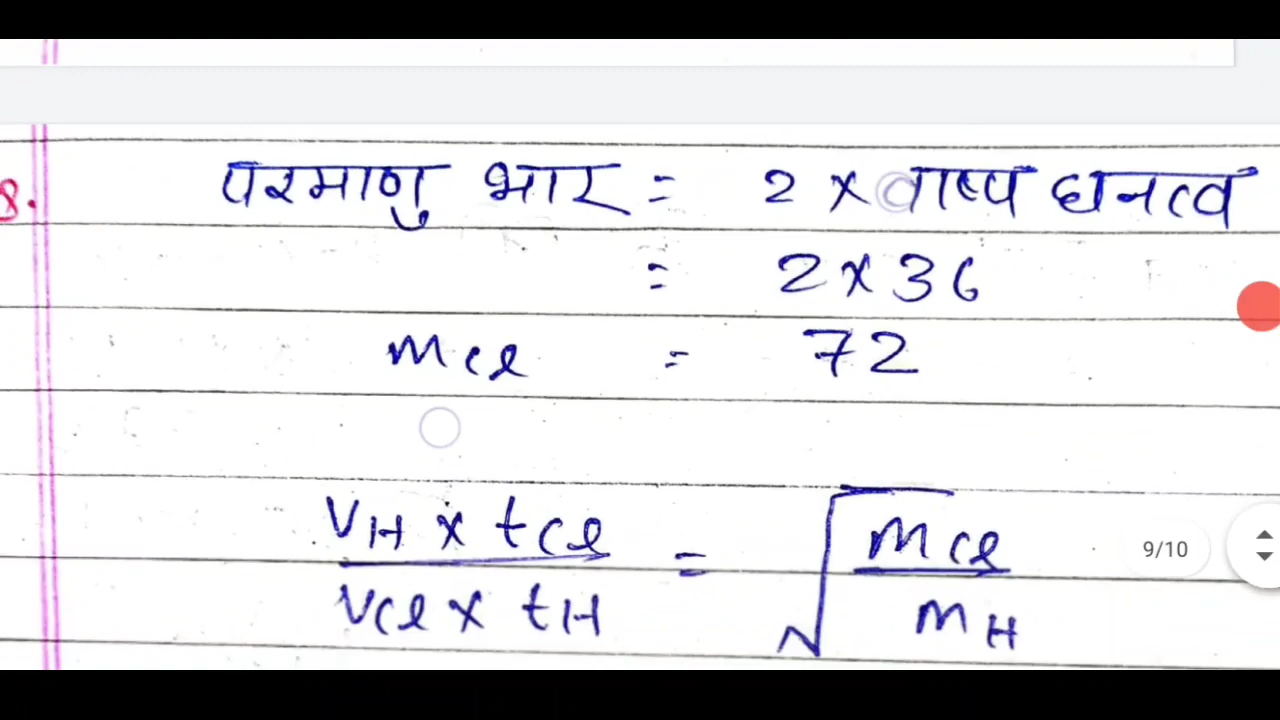 8.
परमाणु भार = 2 × वाष्प घनत्व
= 2 × 36
mcl = 72
VH × tcl / Vcl × tH = √ mcl / mH
9/10